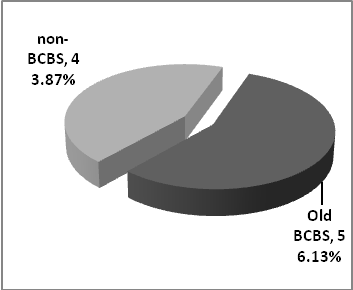 non-
BCBS, 4
3.87%
Old
BCBS, 5
6.13%